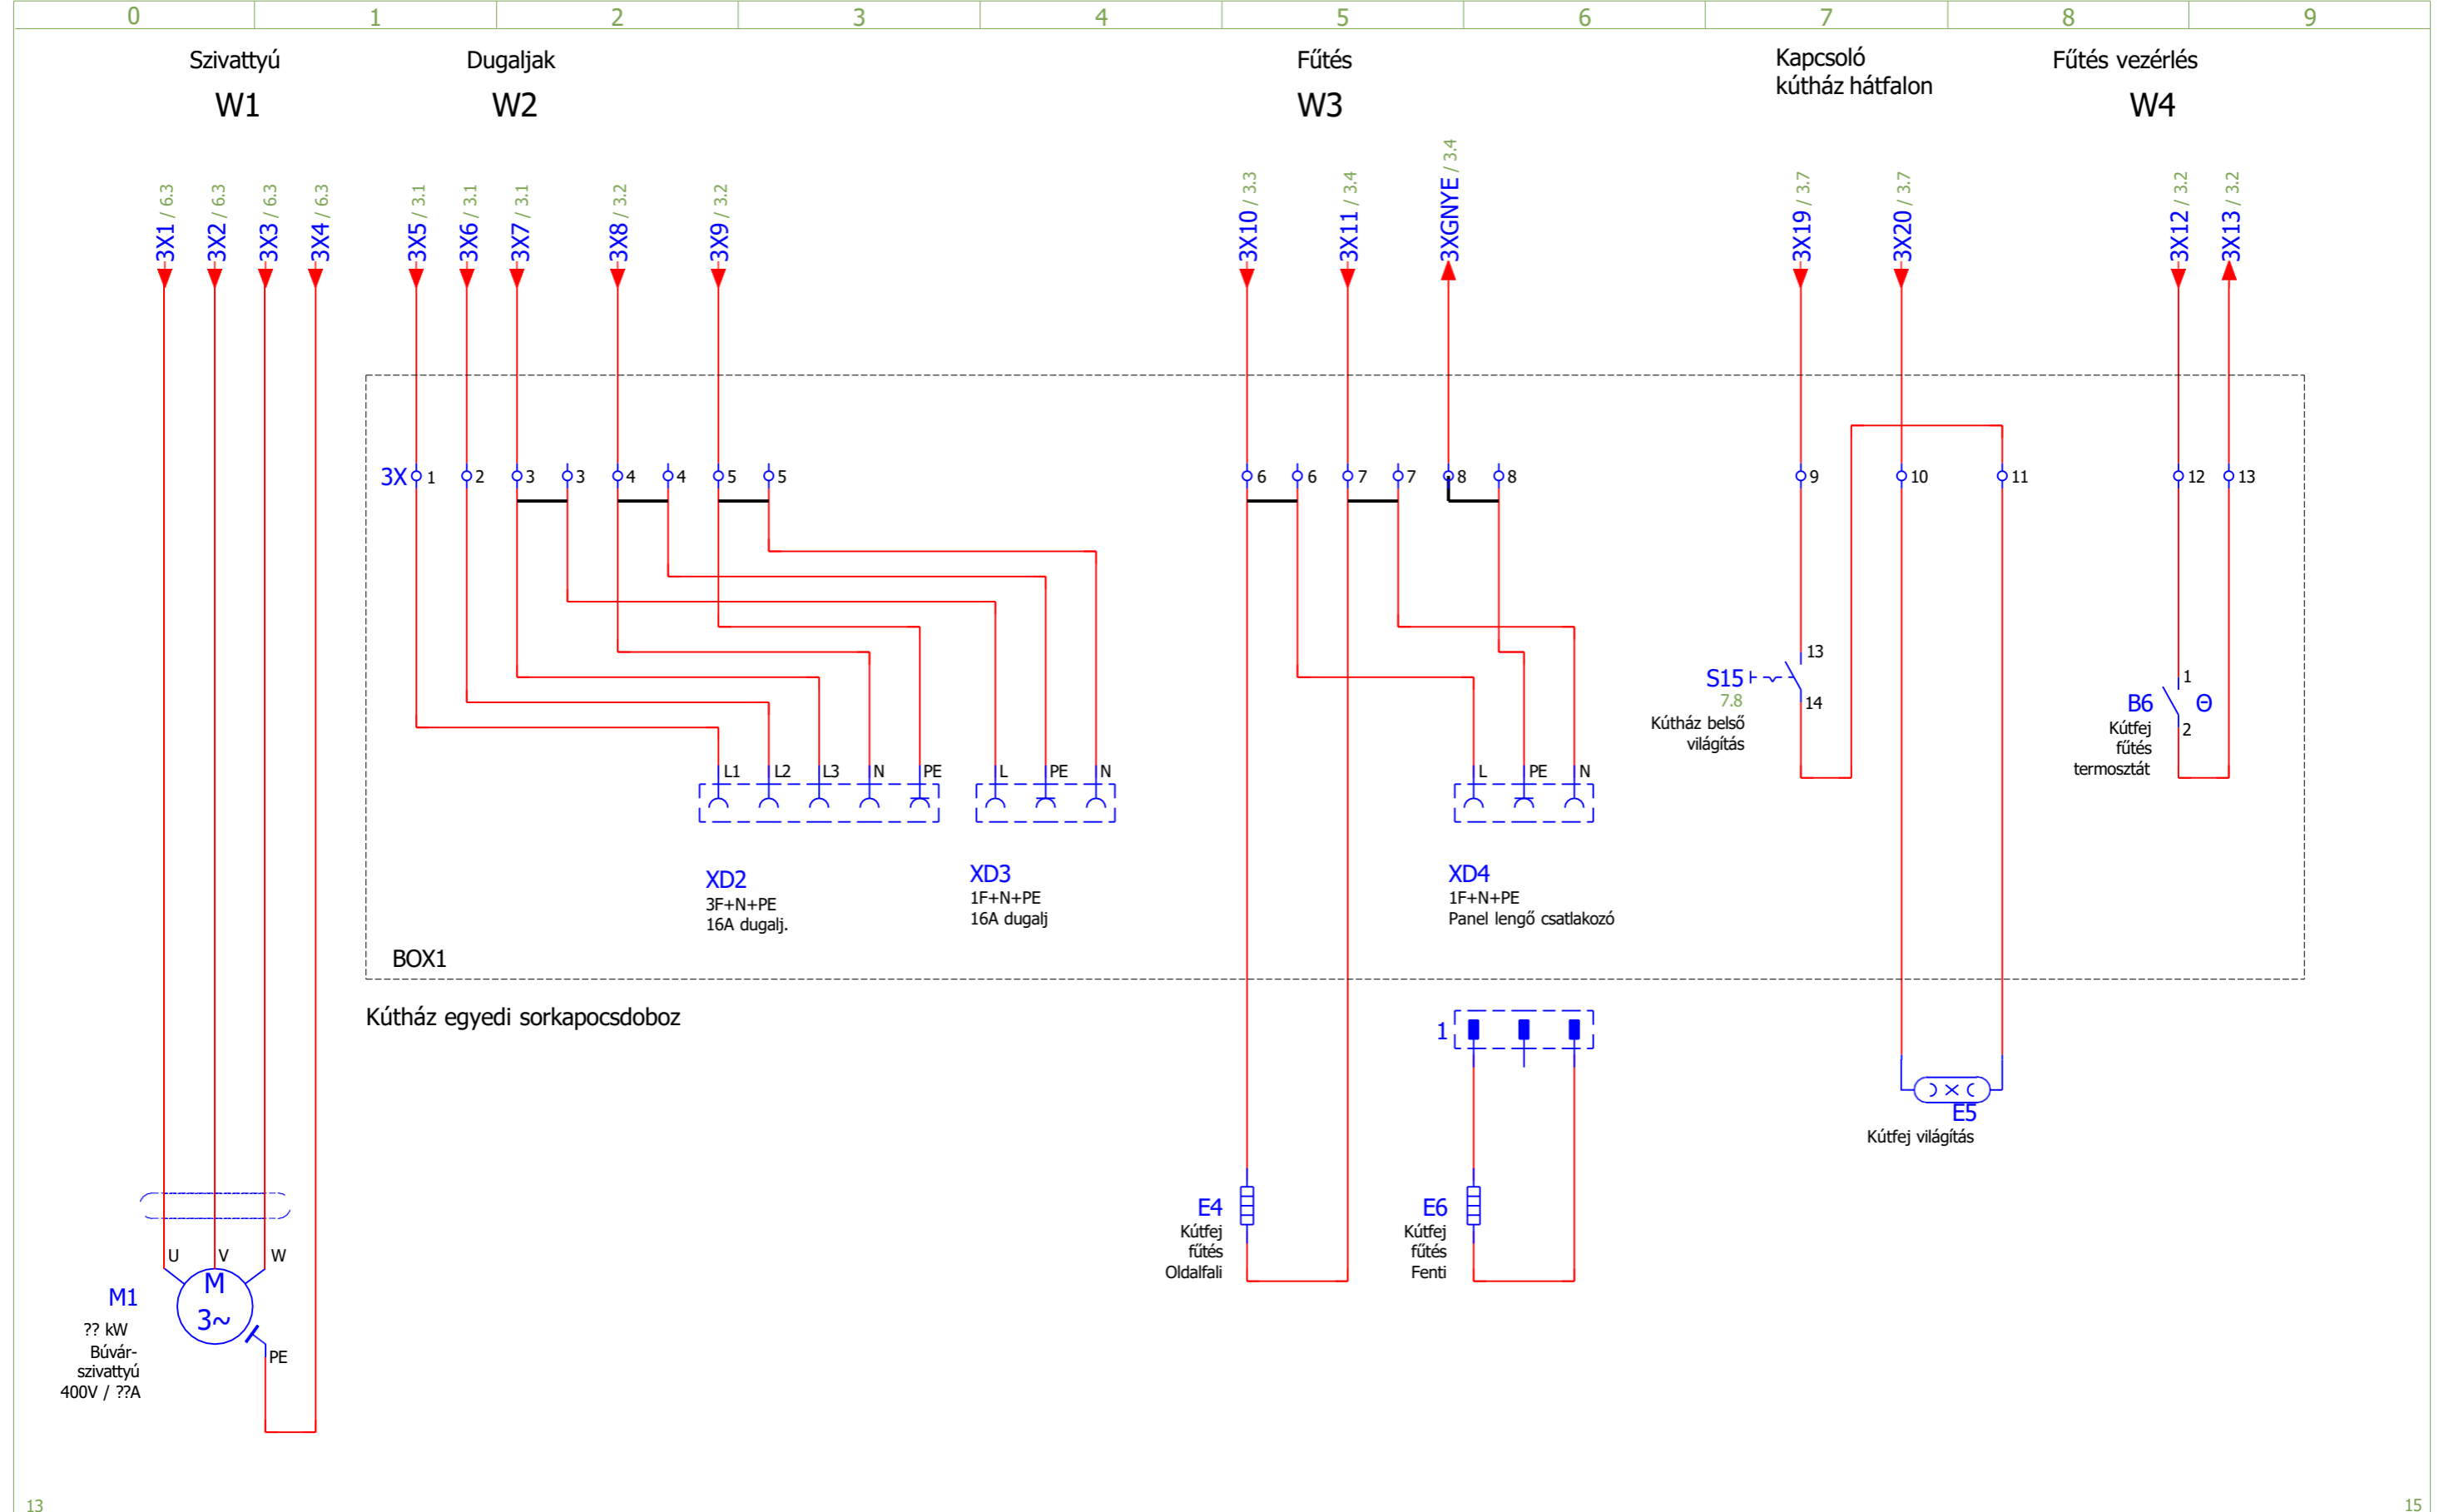 0 1 2 3 4 5 6 7 8 9
Szivattyú
W1
Dugaljak
W2
Fűtés
W3
Kapcsoló
kútház hátfalon
Fűtés vezérlés
W4
3X1 / 6.3
3X2 / 6.3
3X3 / 6.3
3X4 / 6.3
3X5 / 3.1
3X6 / 3.1
3X7 / 3.1
3X8 / 3.2
3X9 / 3.2
3X10 / 3.3
3X11 / 3.4
3XGNYE / 3.4
3X19 / 3.7
3X20 / 3.7
3X12 / 3.2
3X13 / 3.2
3X 1 2 3 3 4 4 5 5 6 6 7 7 8 8 9 10 11 12 13
13
S15
7.8
14
Kútház belső
világítás
1
B6 Θ
2
Kútfej
fűtés
termosztát
L1 L2 L3 N PE
L PE N
L PE N
XD2
3F+N+PE
16A dugalj.
XD3
1F+N+PE
16A dugalj
XD4
1F+N+PE
Panel lengő csatlakozó
BOX1
Kútház egyedi sorkapocsdoboz
1
E5
Kútfej világítás
E4
Kútfej
fűtés
Oldalfali
E6
Kútfej
fűtés
Fenti
U V W
M
3~
M1
?? kW
Búvár-
szivattyú
400V / ??A
PE
13
15